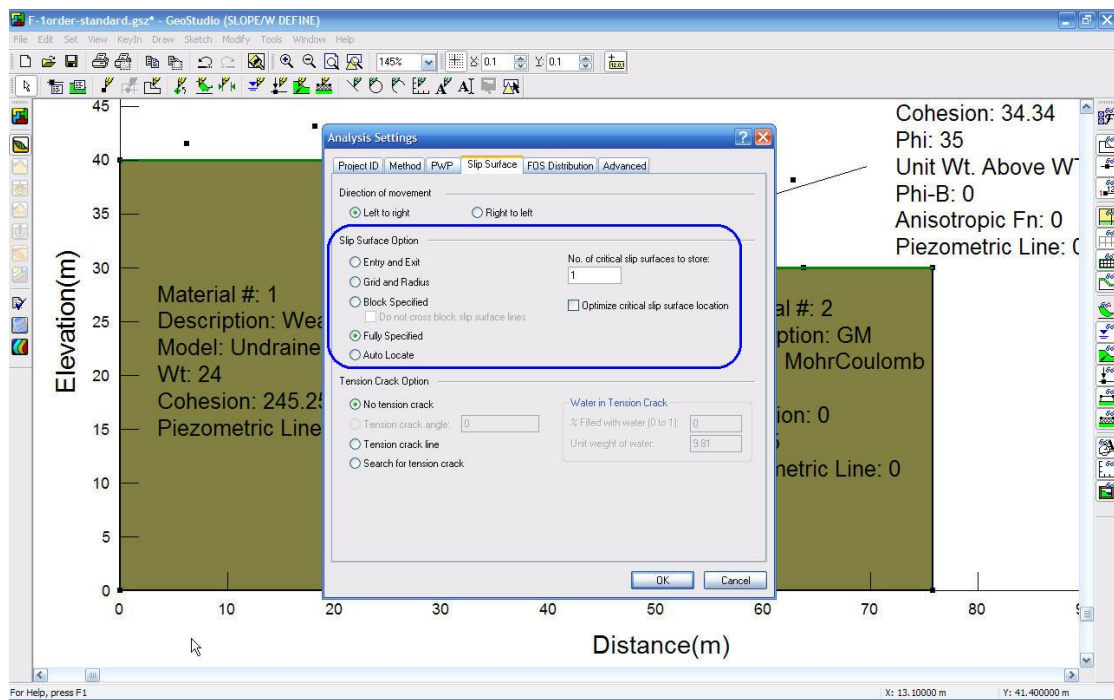 F-1order-standard.gsz* - GeoStudio (SLOPE/W DEFINE)
File Edit Set View KeyIn Draw Sketch Modify Tools Window Help
145% X: 0.1 Y: 0.1
Analysis Settings
Project ID Method PWP Slip Surface FOS Distribution Advanced
Direction of movement
Left to right Right to left
Slip Surface Option
Entry and Exit
Grid and Radius
Block Specified
Do not cross block slip surface lines
Fully Specified
Auto Locate
No. of critical slip surfaces to store:
1
Optimize critical slip surface location
Tension Crack Option
No tension crack
Tension crack angle: 0
Tension crack line
Search for tension crack
Water in Tension Crack
% Filled with water (0 to 1): 0
Unit weight of water: 9.81
OK Cancel
Cohesion: 34.34
Phi: 35
Unit Wt. Above WT
Phi-B: 0
Anisotropic Fn: 0
Piezometric Line: 0
Material #: 1
Description: Wea
Model: Undraine
Wt: 24
Cohesion: 245.25
Piezometric Line
al #: 2
ption: GM
MohrCoulomb
ion: 0
netric Line: 0
Elevation(m)
45
40
35
30
25
20
15
10
5
0
0 10 20 30 40 50 60 70 80
Distance(m)
For Help, press F1
X: 13.10000 m Y: 41.400000 m